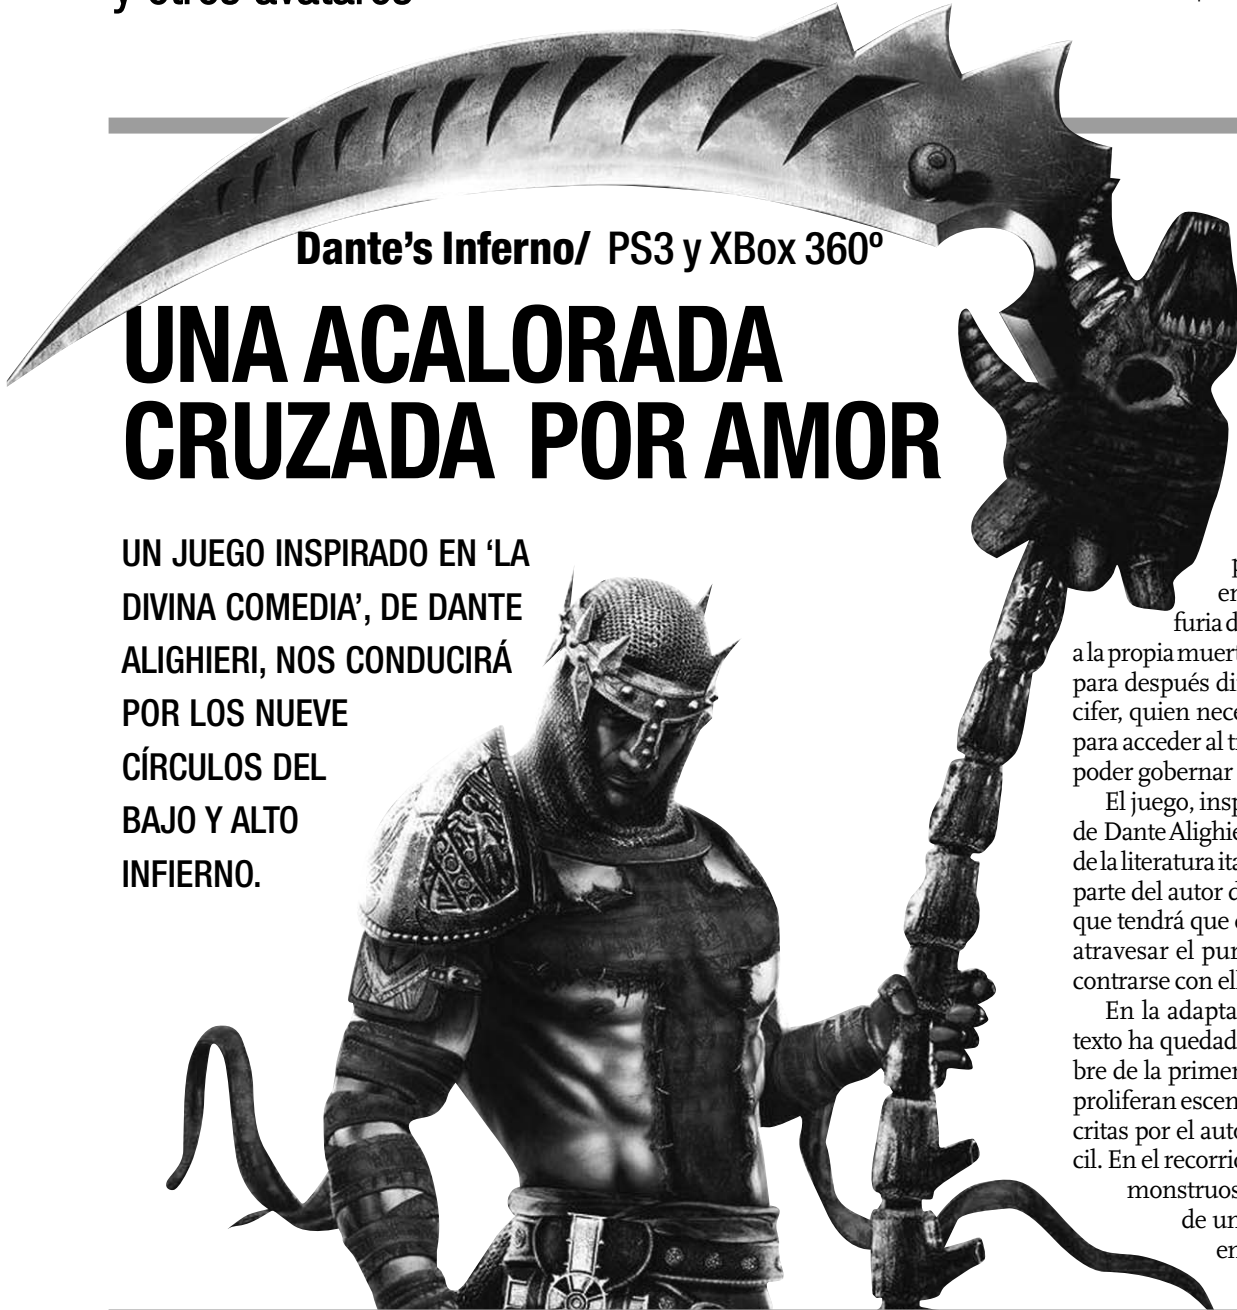 y otros avatares
Dante's Inferno/ PS3 y XBox 360º
UNA ACALORADA
CRUZADA POR AMOR
UN JUEGO INSPIRADO EN ‘LA
DIVINA COMEDIA’, DE DANTE
ALIGHIERI, NOS CONDUCIRÁ
POR LOS NUEVE
CÍRCULOS DEL
BAJO Y ALTO
INFIERNO.
furia d
a la propia muert
para después di
cifer, quien nece
para acceder al t
poder gobernar
El juego, insp
de Dante Alighie
de la literatura ita
parte del autor d
que tendrá que
atravesar el pur
contrarse con el
En la adapta
texto ha quedad
bre de la primer
proliferan escen
critas por el auto
cil. En el recorrid
monstruos
de un
en